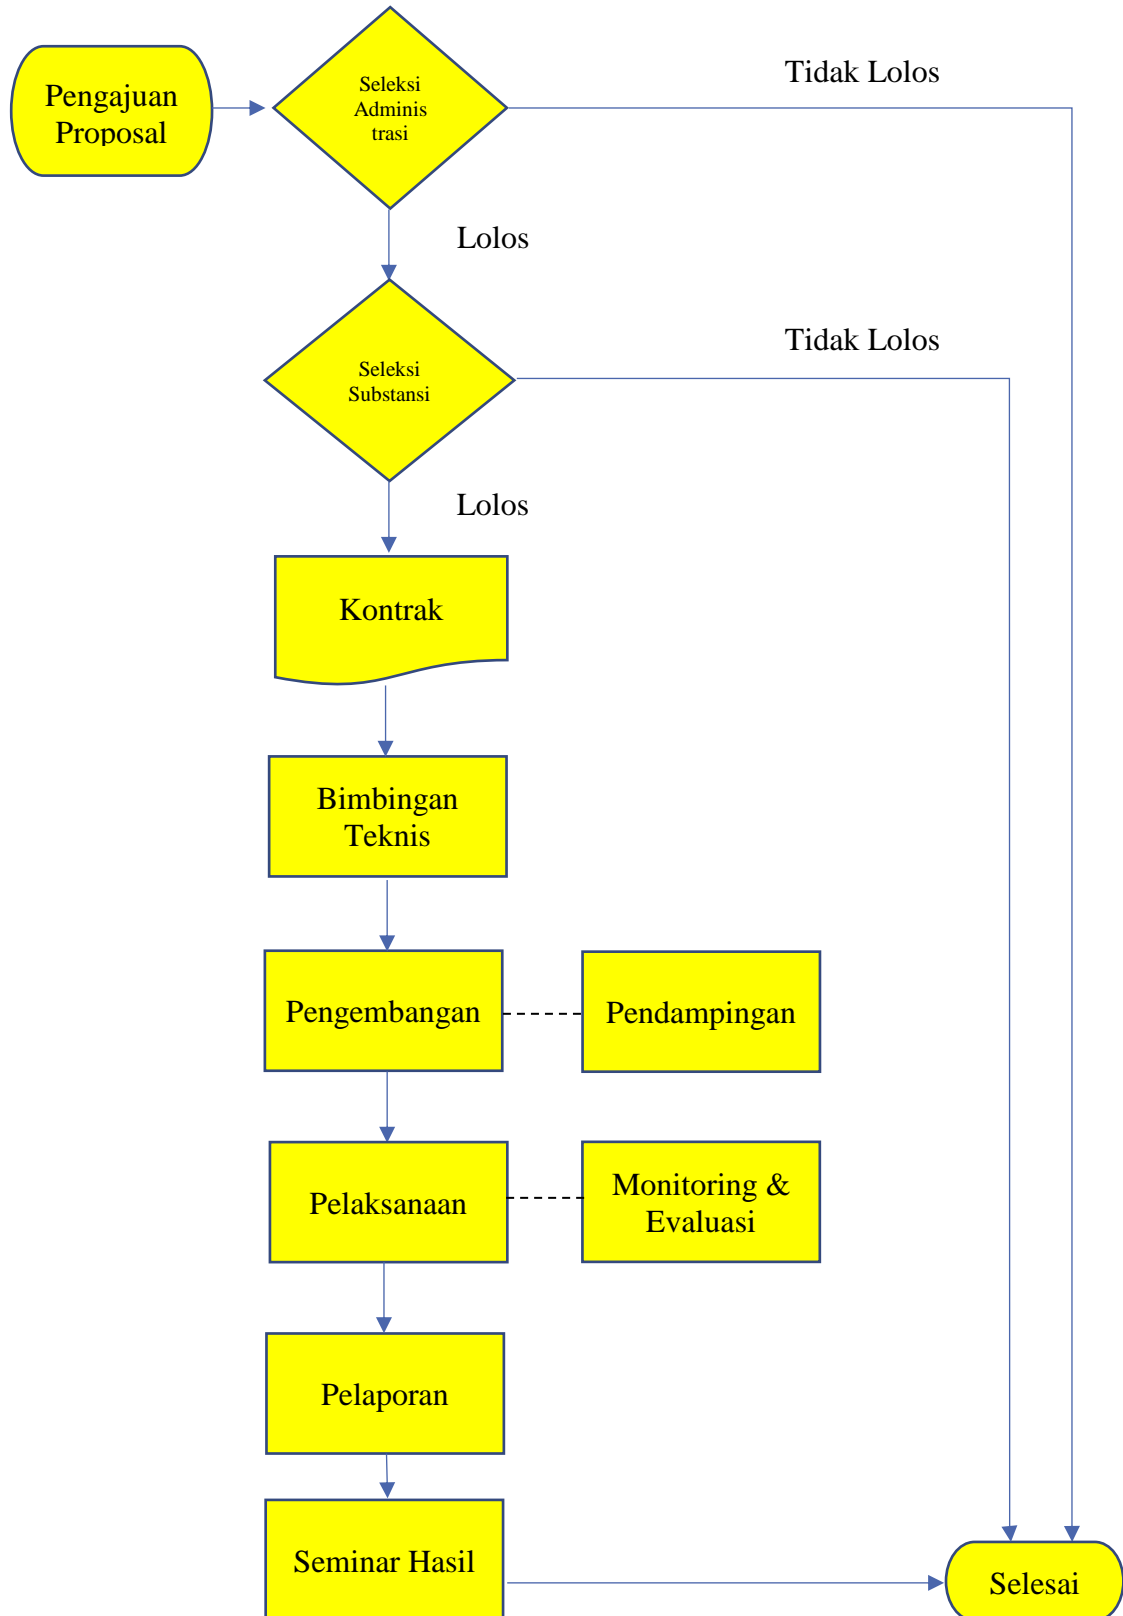 Pengajuan
Proposal
Seleksi
Adminis
trasi
Tidak Lolos
Lolos
Seleksi
Substansi
Tidak Lolos
Lolos
Kontrak
Bimbingan
Teknis
Pengembangan
Pendampingan
Pelaksanaan
Monitoring &
Evaluasi
Pelaporan
Seminar Hasil
Selesai